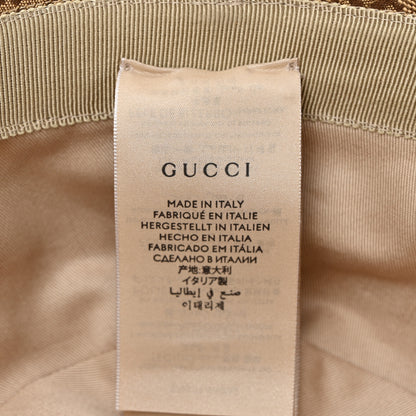 GUCCI
MADE IN ITALY
FABRIQUÉ EN ITALIE
HERGESTELLT IN ITALIEN
HECHO EN ITALIA
FABRICADO EM ITÁLIA
СДЕЛАНО В ИТАЛИИ
产地:意大利
イタリア製
صنع في إيطاليا
이태리제